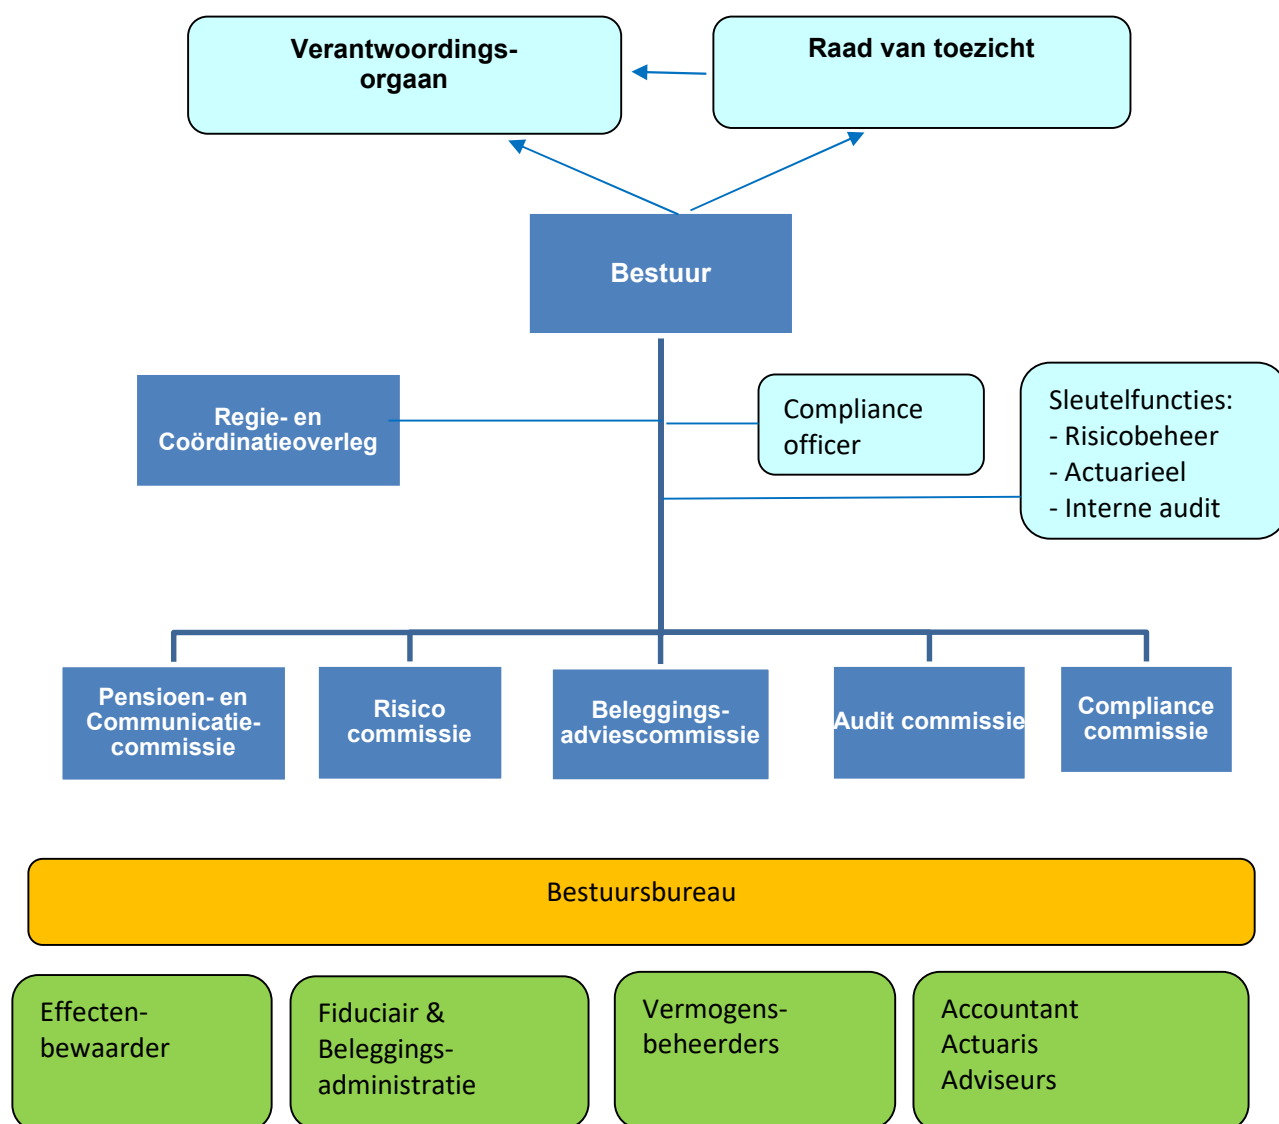 Verantwoordings-
orgaan
Raad van toezicht
Bestuur
Regie- en
Coördinatieoverleg
Compliance
officer
Sleutelfuncties:
- Risicobeheer
- Actuarieel
- Interne audit
Pensioen- en
Communicatie-
commissie
Risico
commissie
Beleggings-
adviescommissie
Audit commissie
Compliance
commissie
Bestuursbureau
Effecten-
bewaarder
Fiduciair &
Beleggings-
administratie
Vermogens-
beheerders
Accountant
Actuaris
Adviseurs